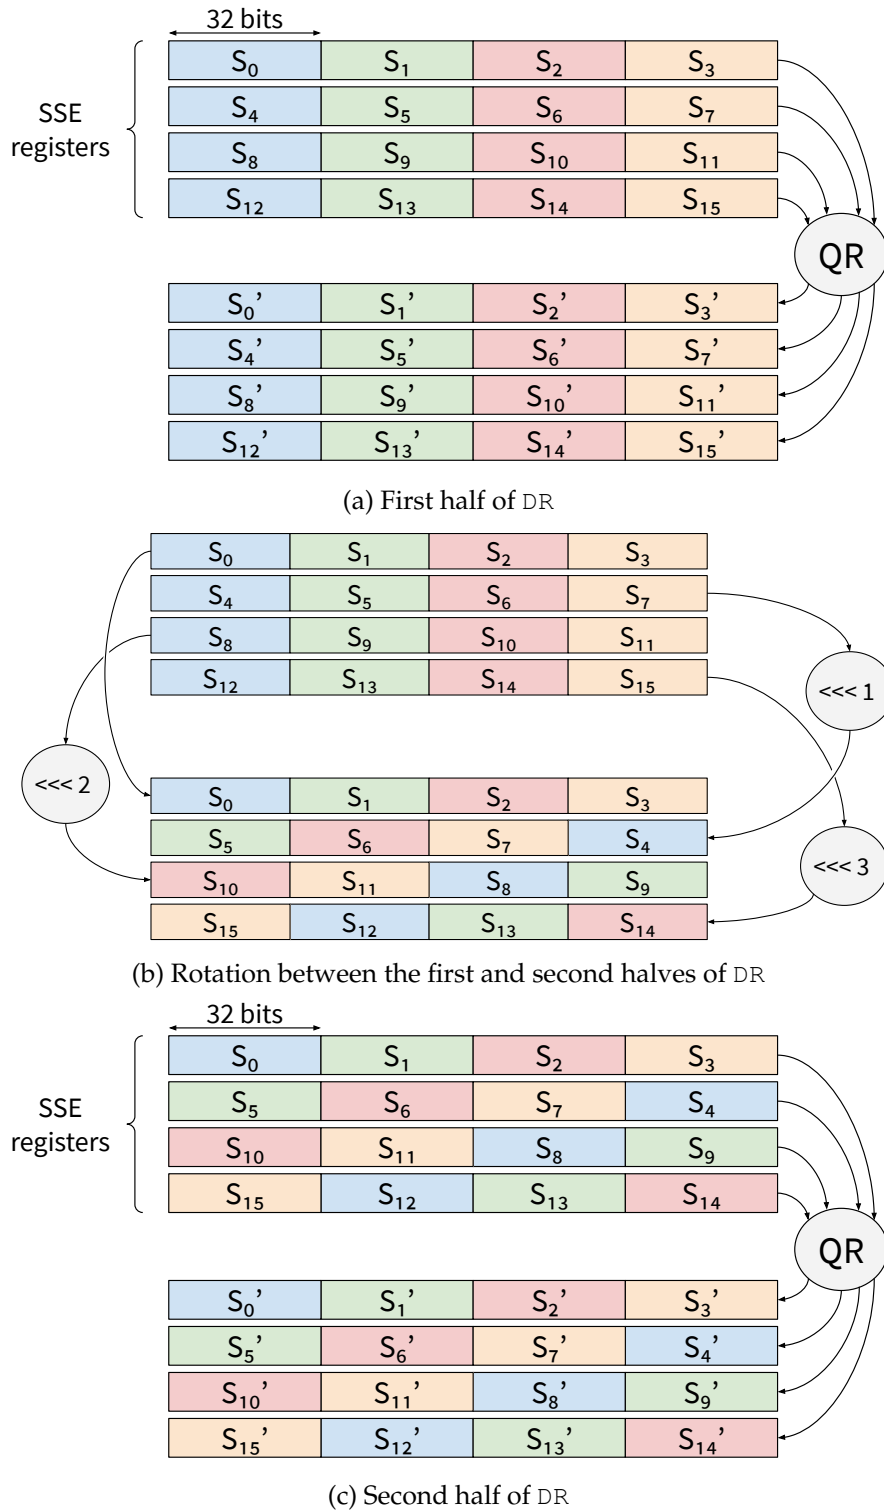 32 bits
S₀ S₁ S₂ S₃
S₄ S₅ S₆ S₇
SSE
registers
S₈ S₉ S₁₀ S₁₁
S₁₂ S₁₃ S₁₄ S₁₅
QR
S₀’ S₁’ S₂’ S₃’
S₄’ S₅’ S₆’ S₇’
S₈’ S₉’ S₁₀’ S₁₁’
S₁₂’ S₁₃’ S₁₄’ S₁₅’
(a) First half of DR
S₀ S₁ S₂ S₃
S₄ S₅ S₆ S₇
S₈ S₉ S₁₀ S₁₁
S₁₂ S₁₃ S₁₄ S₁₅
<<< 1
<<< 2
S₀ S₁ S₂ S₃
S₅ S₆ S₇ S₄
<<< 3
S₁₀ S₁₁ S₈ S₉
S₁₅ S₁₂ S₁₃ S₁₄
(b) Rotation between the first and second halves of DR
32 bits
S₀ S₁ S₂ S₃
S₅ S₆ S₇ S₄
SSE
registers
S₁₀ S₁₁ S₈ S₉
S₁₅ S₁₂ S₁₃ S₁₄
QR
S₀’ S₁’ S₂’ S₃’
S₅’ S₆’ S₇’ S₄’
S₁₀’ S₁₁’ S₈’ S₉’
S₁₅’ S₁₂’ S₁₃’ S₁₄’
(c) Second half of DR